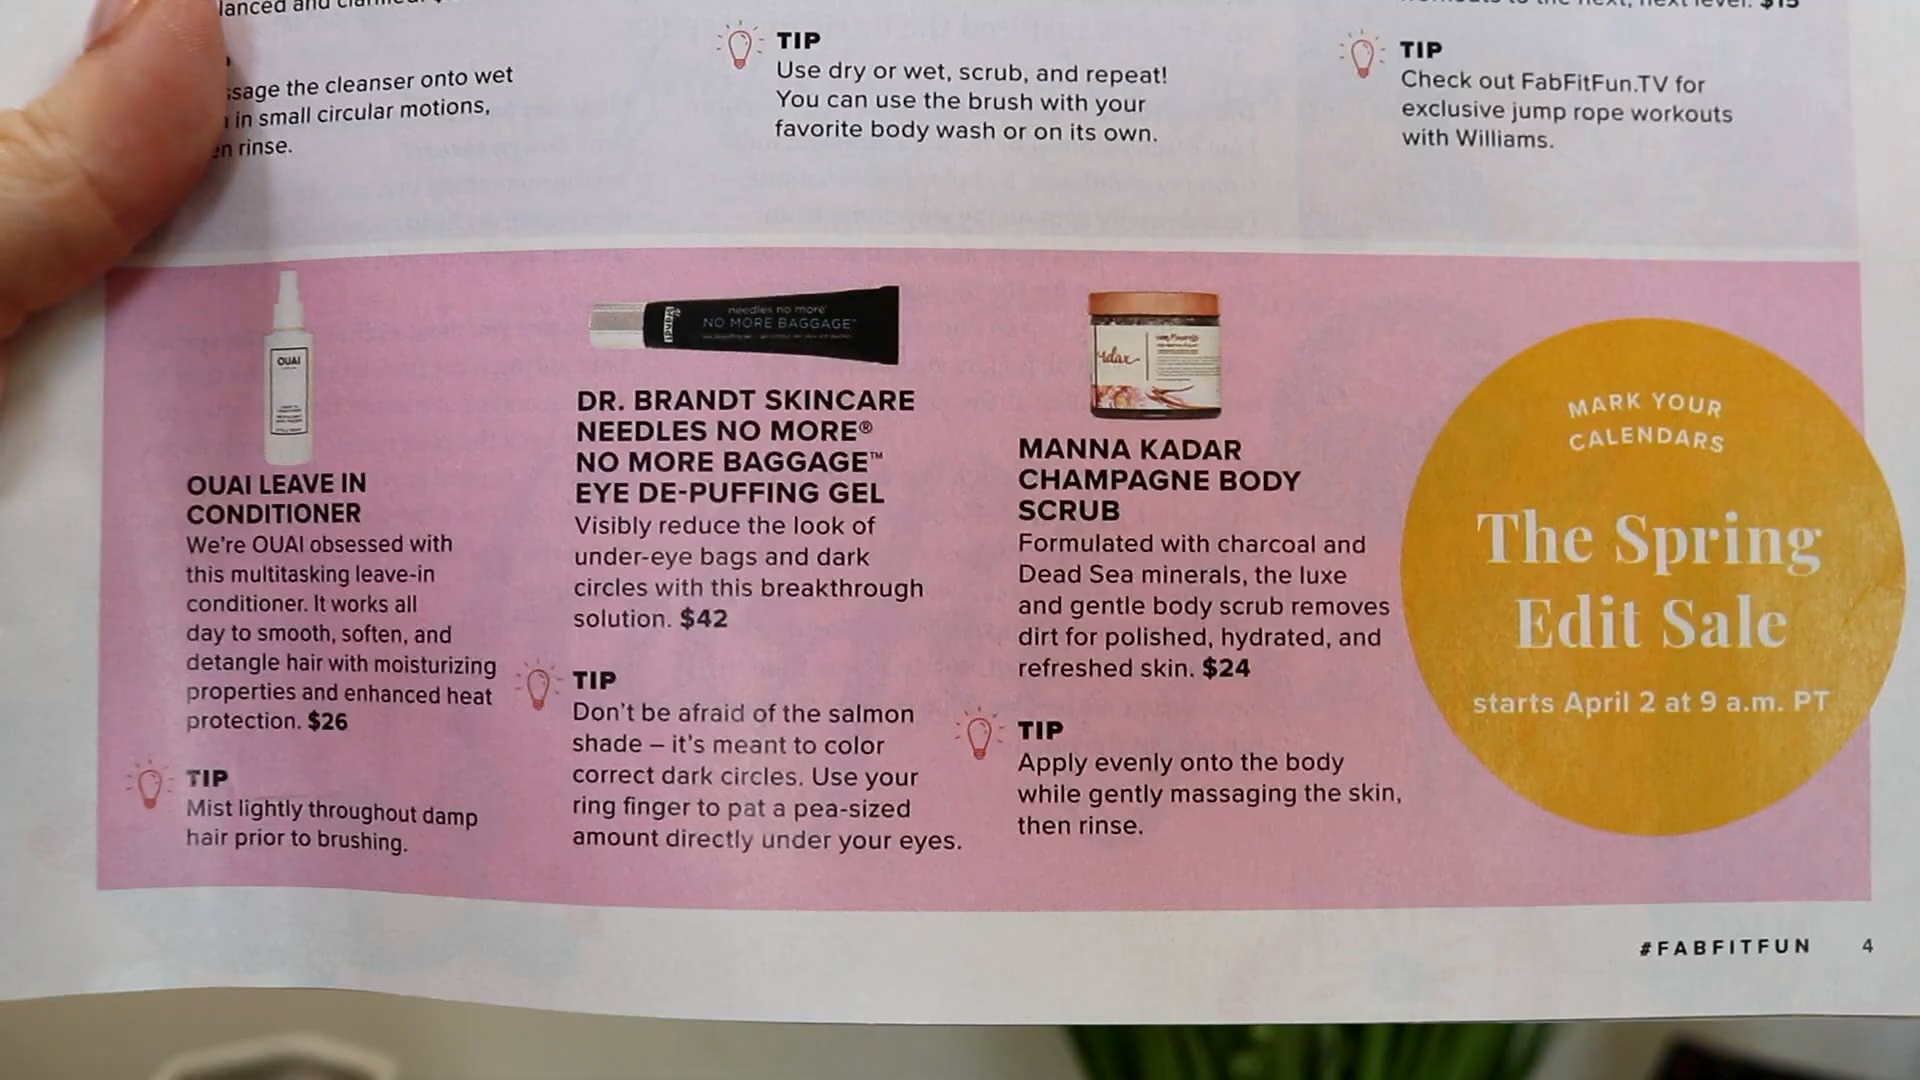 lanced and
ssage the cleanser onto wet
in small circular motions,
en rinse.
TIP
Use dry or wet, scrub, and repeat!
You can use the brush with your
favorite body wash or on its own.
$15
TIP
Check out FabFitFun.TV for
exclusive jump rope workouts
with Williams.
OUAI
OUAI LEAVE IN
CONDITIONER
We're OUAI obsessed with
this multitasking leave-in
conditioner. It works all
day to smooth, soften, and
detangle hair with moisturizing
properties and enhanced heat
protection. $26
TIP
Mist lightly throughout damp
hair prior to brushing.
needles no more
NO MORE BAGGAGE™
DR. BRANDT SKINCARE
NEEDLES NO MORE®
NO MORE BAGGAGE™
EYE DE-PUFFING GEL
Visibly reduce the look of
under-eye bags and dark
circles with this breakthrough
solution. $42
TIP
Don't be afraid of the salmon
shade – it's meant to color
correct dark circles. Use your
ring finger to pat a pea-sized
amount directly under your eyes.
MANNA KADAR
CHAMPAGNE BODY
SCRUB
Formulated with charcoal and
Dead Sea minerals, the luxe
and gentle body scrub removes
dirt for polished, hydrated, and
refreshed skin. $24
TIP
Apply evenly onto the body
while gently massaging the skin,
then rinse.
MARK YOUR
CALENDARS
The Spring
Edit Sale
starts April 2 at 9 a.m. PT
#FABFITFUN 4